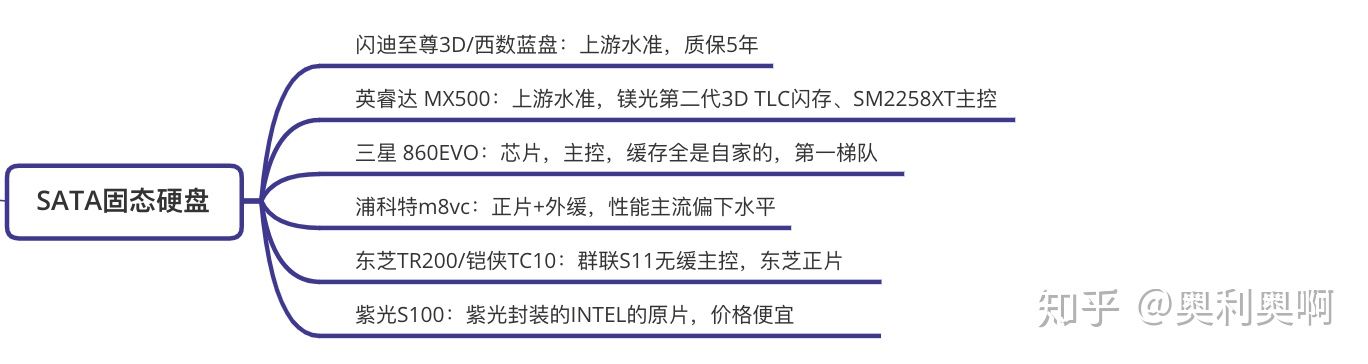 闪迪至尊3D/西数蓝盘：上游水准，质保5年
英睿达 MX500：上游水准，镁光第二代3D TLC闪存、SM2258XT主控
三星 860EVO：芯片，主控，缓存全是自家的，第一梯队
SATA固态硬盘
浦科特m8vc：正片+外缓，性能主流偏下水平
东芝TR200/铠侠TC10：群联S11无缓主控，东芝正片
紫光S100：紫光封装的INTEL的原片，价格便宜
知乎 @奥利奥啊